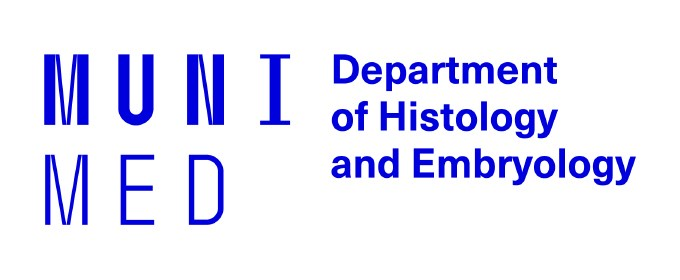 MUNI
MED
Department
of Histology
and Embryology